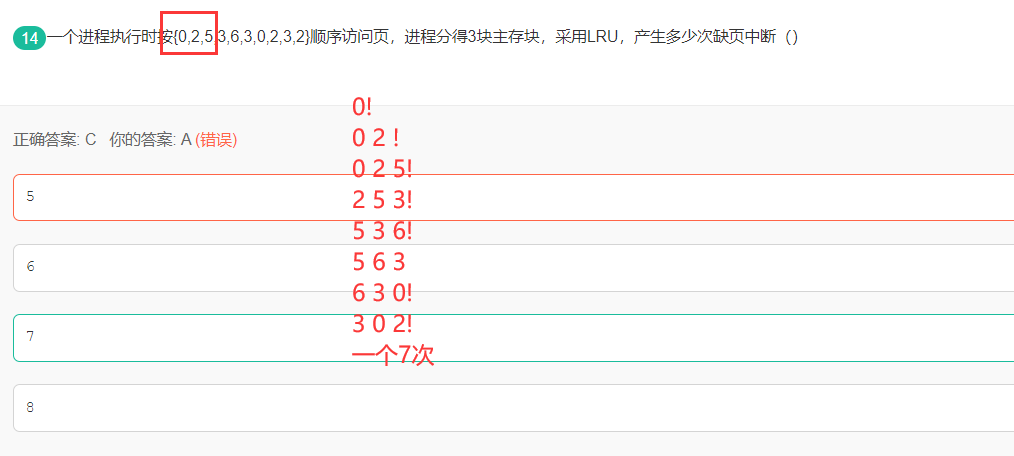 14 一个进程执行时按{0,2,5,3,6,3,0,2,3,2}顺序访问页，进程分得3块主存块，采用LRU，产生多少次缺页中断（）
0!
0 2 !
正确答案: C 你的答案: A (错误)
0 2 5!
5
2 5 3!
5 3 6!
6
5 6 3
6 3 0!
7
3 0 2!
一个7次
8